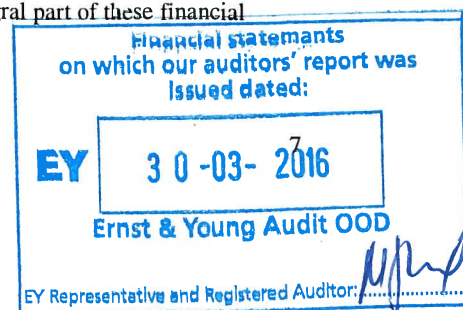 ral part of these financial
Financial statemants
on which our auditors' report was
Issued dated:
EY
3 0 -03- 2016
7
Ernst & Young Audit OOD
EY Representative and Registered Auditor: